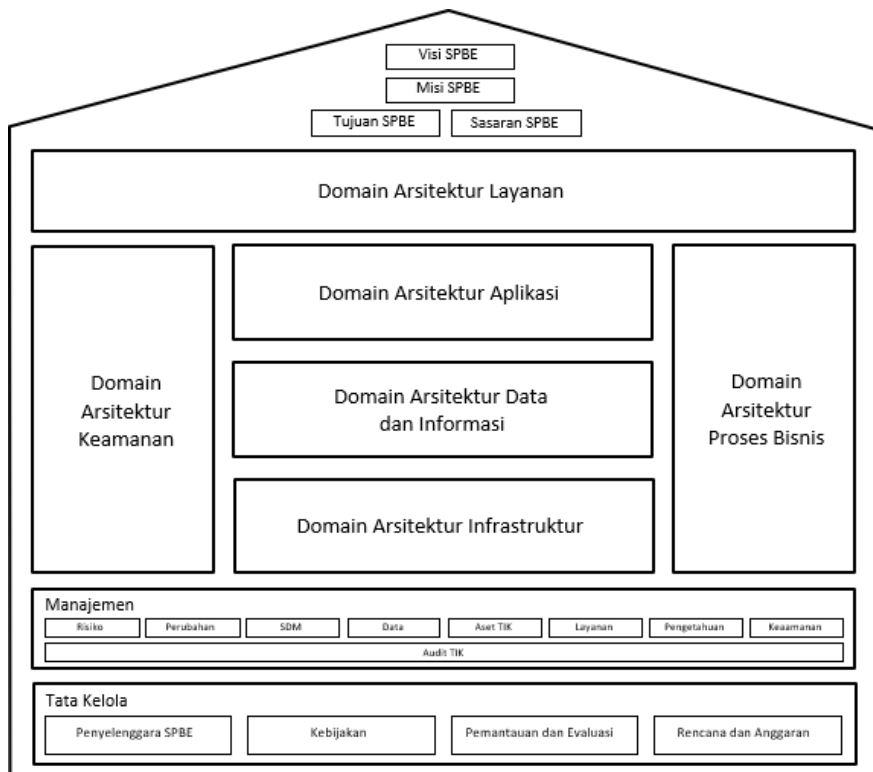 Visi SPBE
Misi SPBE
Tujuan SPBE
Sasaran SPBE
Domain Arsitektur Layanan
Domain
Arsitektur
Keamanan
Domain Arsitektur Aplikasi
Domain Arsitektur Data
dan Informasi
Domain Arsitektur Infrastruktur
Domain
Arsitektur
Proses Bisnis
Manajemen
Risiko
Perubahan
SDM
Data
Aset TIK
Layanan
Pengetahuan
Keaamanan
Audit TIK
Tata Kelola
Penyelenggara SPBE
Kebijakan
Pemantauan dan Evaluasi
Rencana dan Anggaran